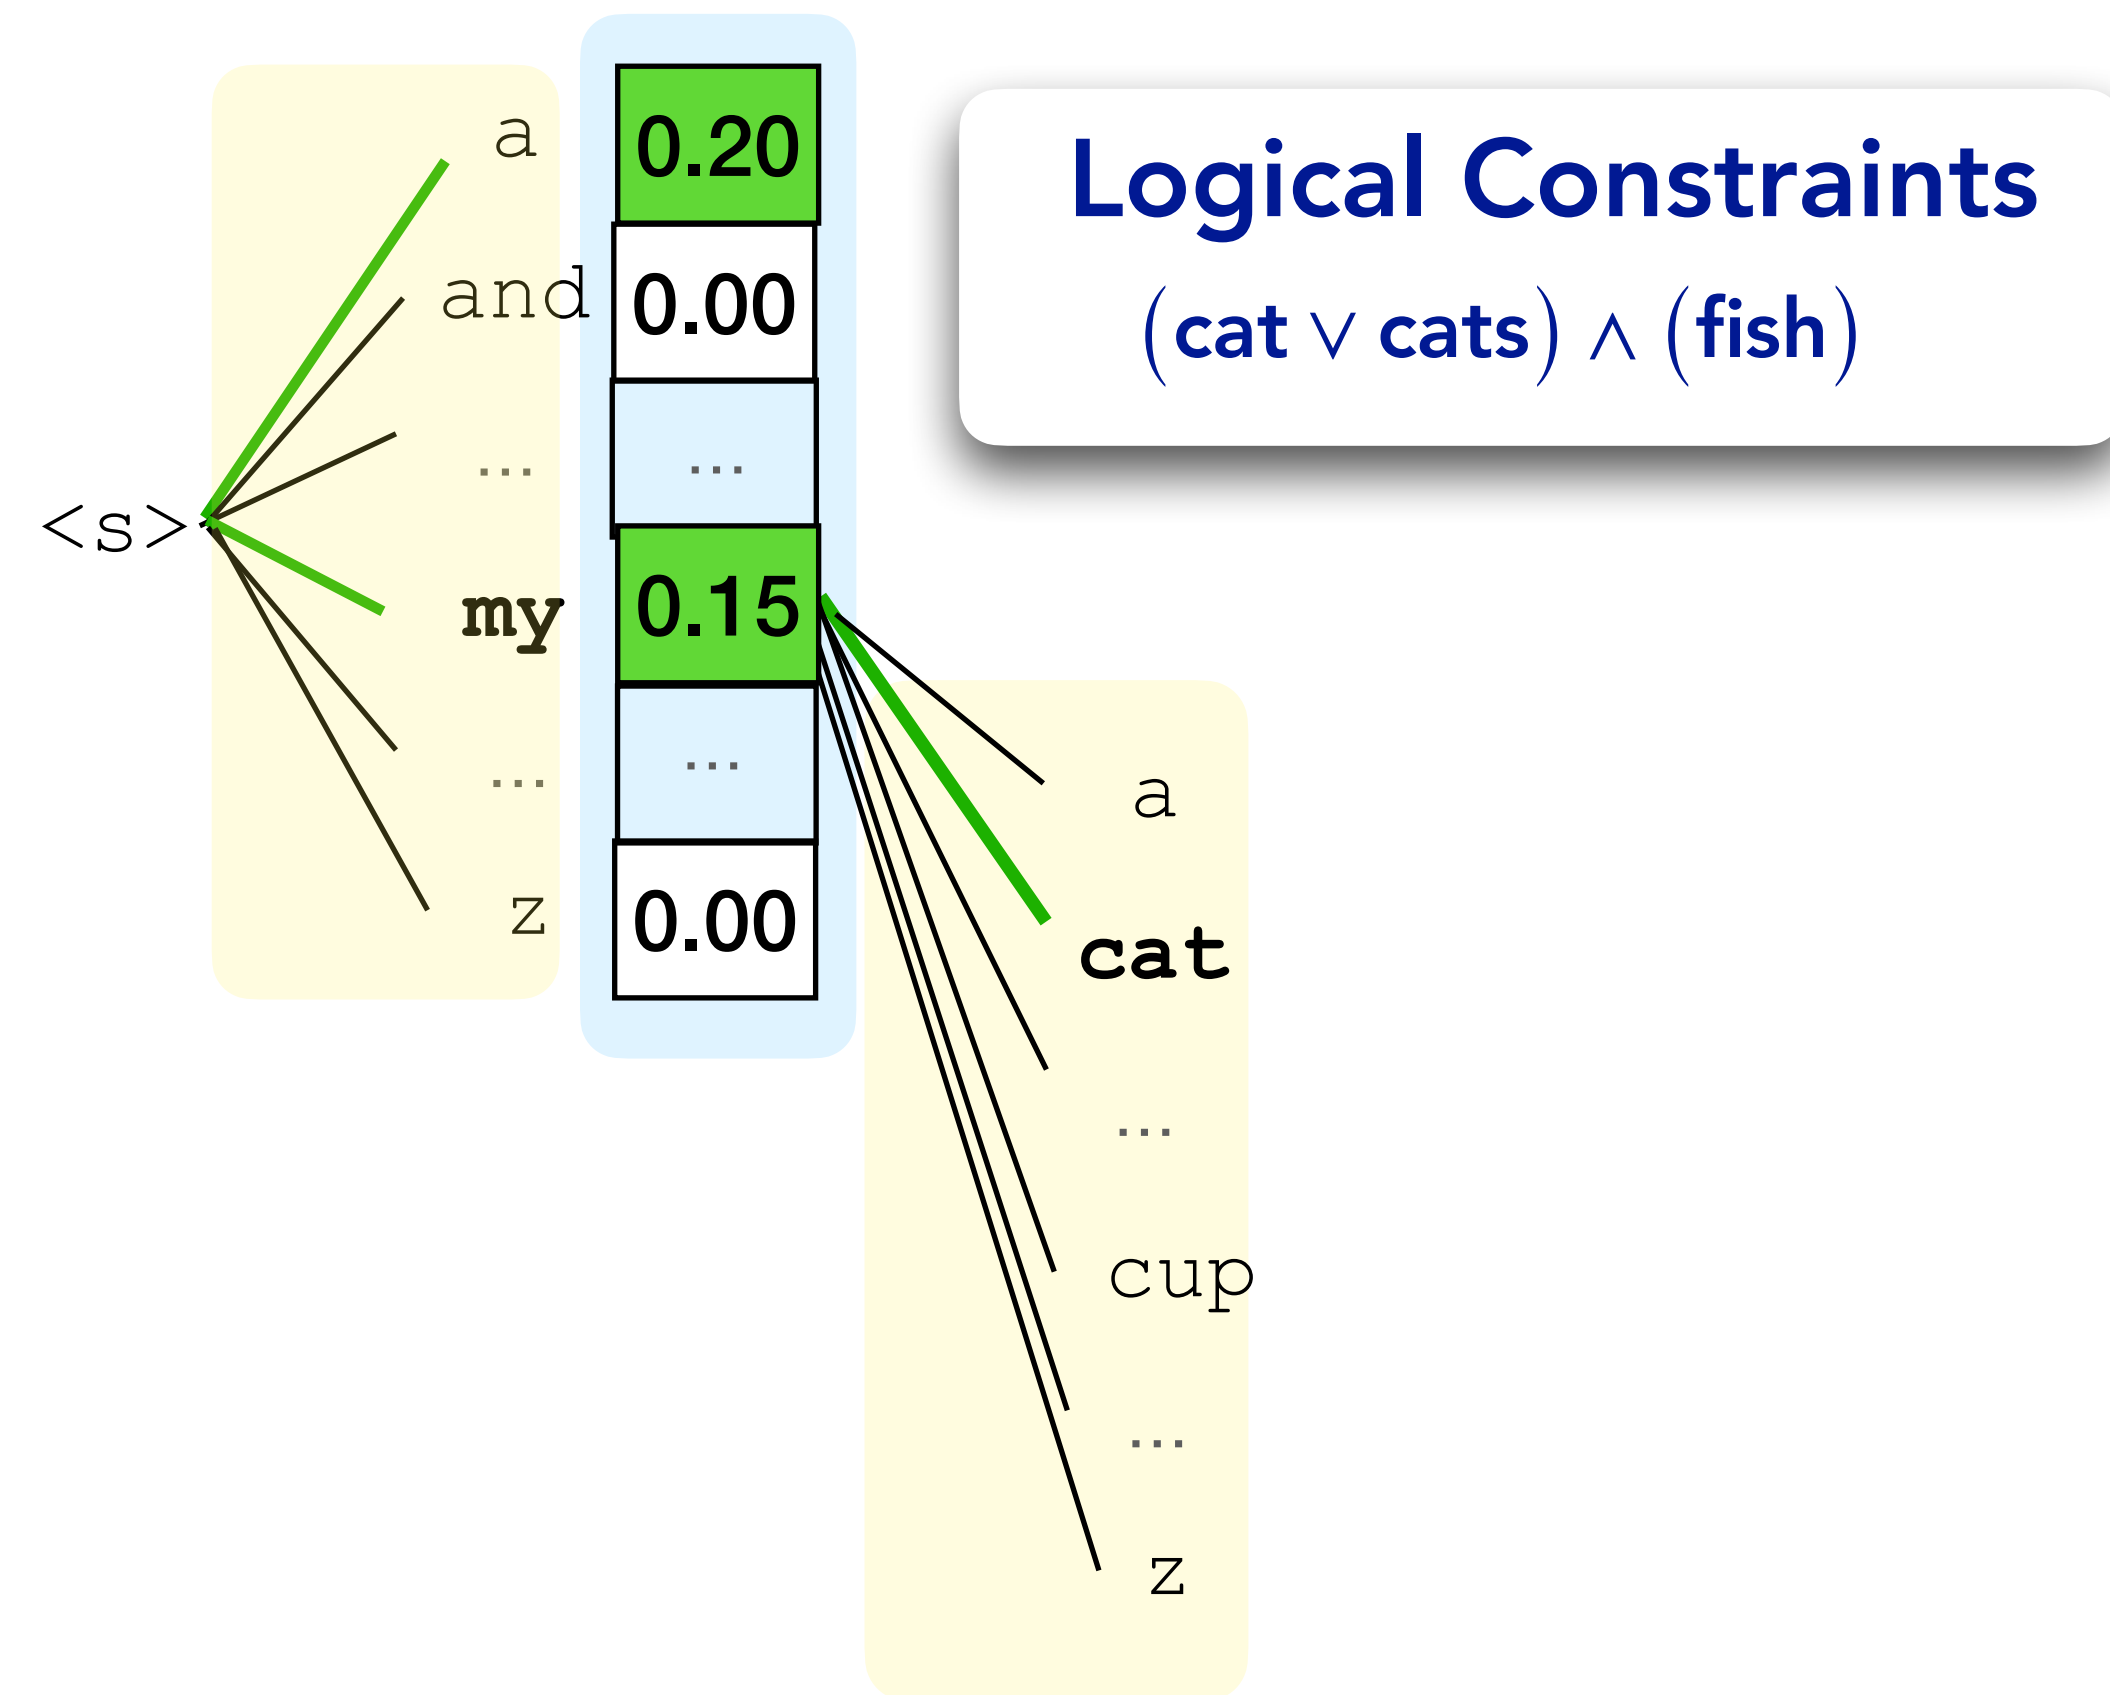 Logical Constraints
(cat ∨ cats) ∧ (fish)
<s>
a 0.20
and 0.00
... ...
my 0.15
... ...
z 0.00
a
cat
...
cup
...
z